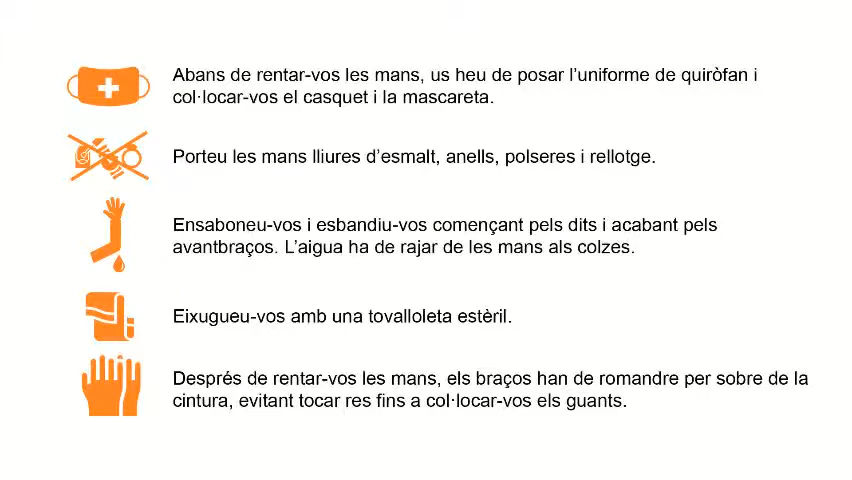 Abans de rentar-vos les mans, us heu de posar l’uniforme de quiròfan i
col·locar-vos el casquet i la mascareta.
Porteu les mans lliures d’esmalt, anells, polseres i rellotge.
Ensaboneu-vos i esbandiu-vos començant pels dits i acabant pels
avantbraços. L’aigua ha de rajar de les mans als colzes.
Eixugueu-vos amb una tovalloleta estèril.
Després de rentar-vos les mans, els braços han de romandre per sobre de la
cintura, evitant tocar res fins a col·locar-vos els guants.